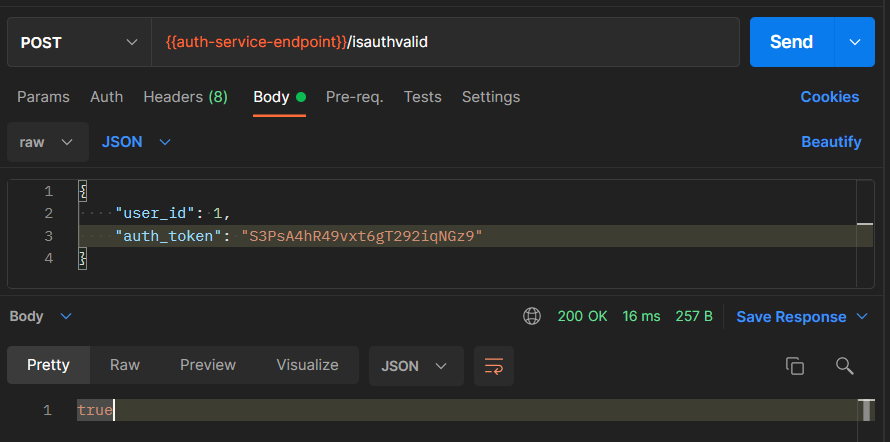 POST {{auth-service-endpoint}}/isauthvalid Send
Params Auth Headers (8) Body Pre-req. Tests Settings Cookies
raw JSON Beautify
1 {
2 "user_id": 1,
3 "auth_token": "S3PsA4hR49vxt6gT292iqNGz9"
4 }
Body 200 OK 16 ms 257 B Save Response
Pretty Raw Preview Visualize JSON
1 true